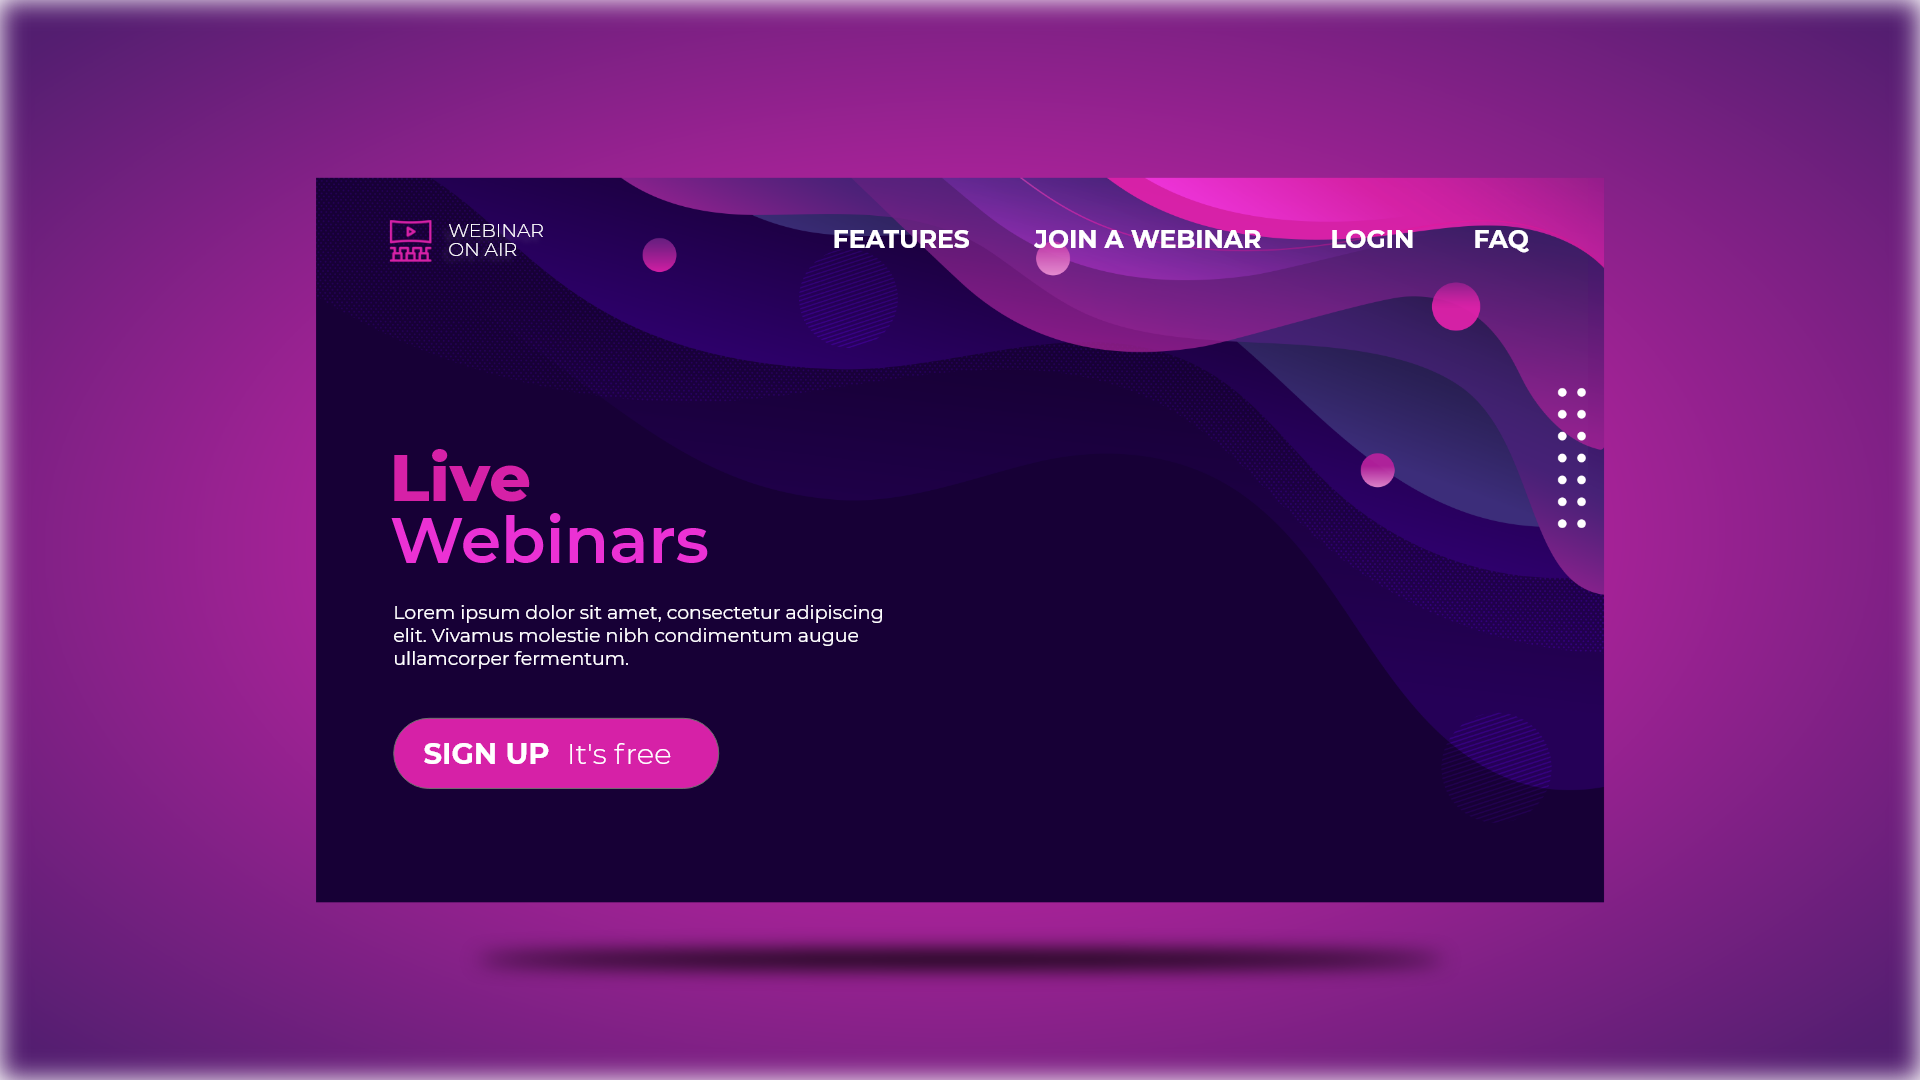 WEBINAR
ON AIR
FEATURES JOIN A WEBINAR LOGIN FAQ
Live
Webinars
Lorem ipsum dolor sit amet, consectetur adipiscing
elit. Vivamus molestie nibh condimentum augue
ullamcorper fermentum.
SIGN UP It's free